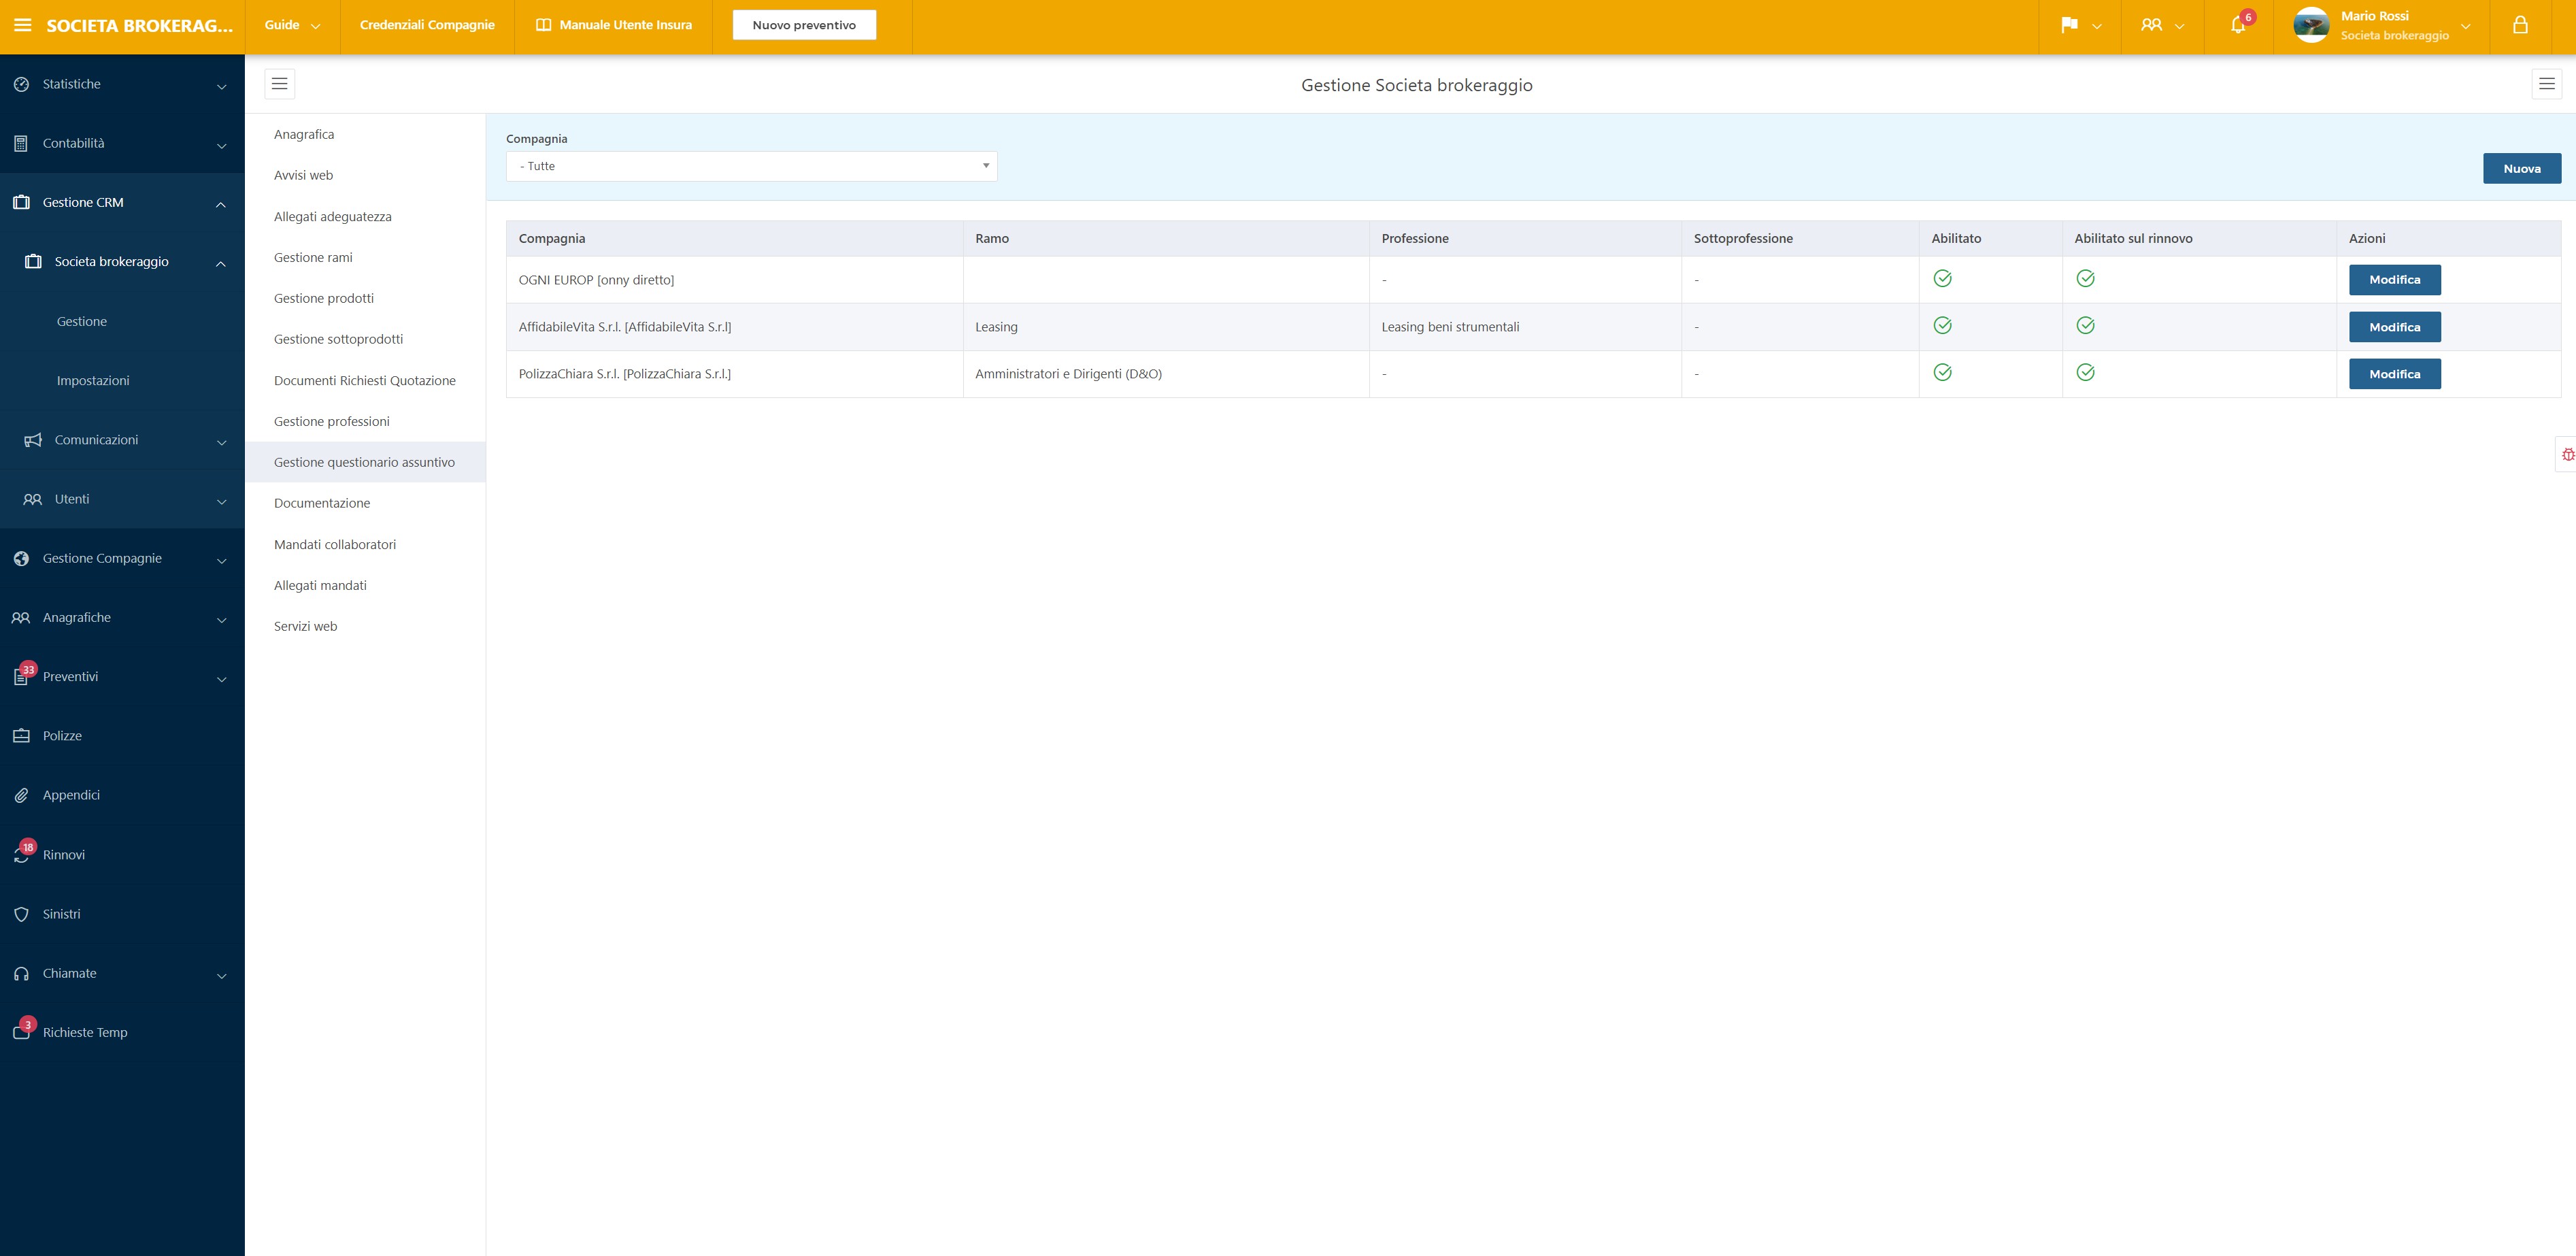 SOCIETA BROKERAG...
Guide
Credenziali Compagnie
Manuale Utente Insura
Nuovo preventivo
6
Mario Rossi
Societa brokeraggio
Statistiche
Contabilità
Gestione CRM
Societa brokeraggio
Gestione
Impostazioni
Comunicazioni
Utenti
Gestione Compagnie
Anagrafiche
33
Preventivi
Polizze
Appendici
18
Rinnovi
Sinistri
Chiamate
3
Richieste Temp
Gestione Societa brokeraggio
Anagrafica
Avvisi web
Allegati adeguatezza
Gestione rami
Gestione prodotti
Gestione sottoprodotti
Documenti Richiesti Quotazione
Gestione professioni
Gestione questionario assuntivo
Documentazione
Mandati collaboratori
Allegati mandati
Servizi web
Compagnia
- Tutte
Nuova
Compagnia Ramo Professione Sottoprofessione Abilitato Abilitato sul rinnovo Azioni
OGNI EUROP [onny diretto] - - Modifica
AffidabileVita S.r.l. [AffidabileVita S.r.l] Leasing Leasing beni strumentali - Modifica
PolizzaChiara S.r.l. [PolizzaChiara S.r.l.] Amministratori e Dirigenti (D&O) - - Modifica